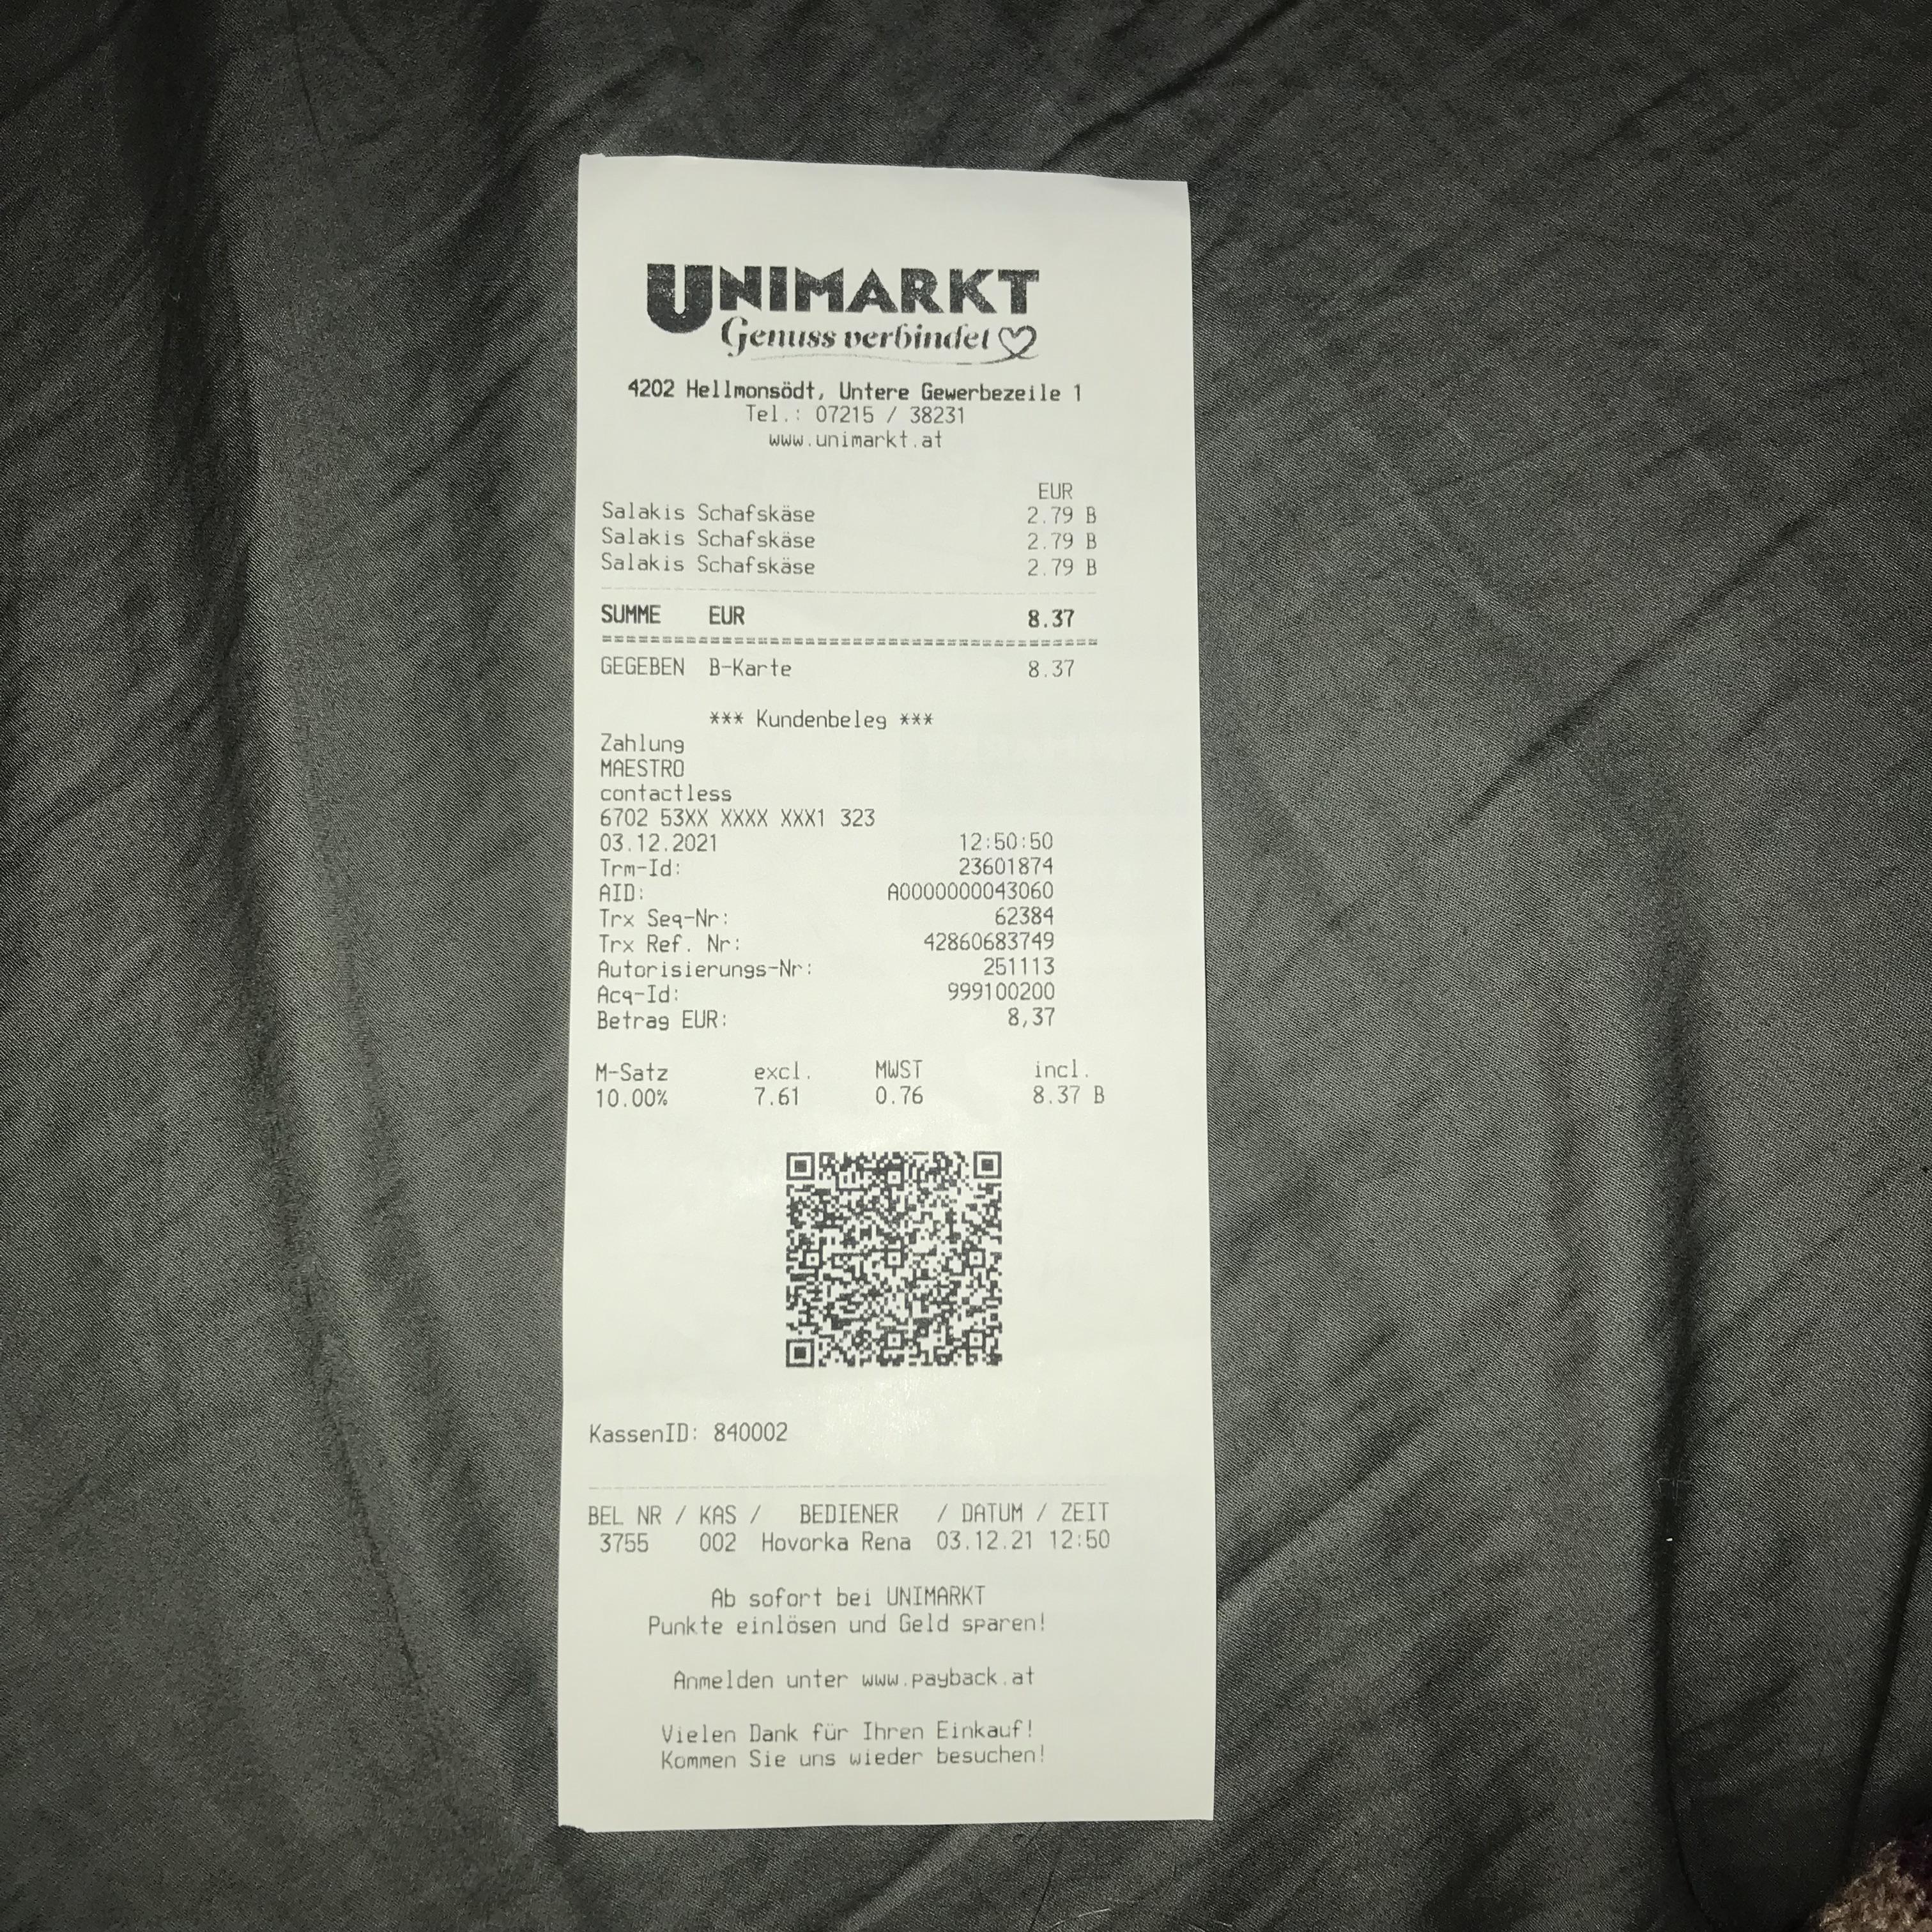 UNIMARKT
Genuss verbindet
4202 Hellmonsödt, Untere Gewerbezeile 1
Tel.: 07215 / 38231
www.unimarkt.at
EUR
Salakis Schafskäse 2.79 B
Salakis Schafskäse 2.79 B
Salakis Schafskäse 2.79 B
SUMME EUR 8.37
GEGEBEN B-Karte 8.37
*** Kundenbeleg ***
Zahlung
MAESTRO
contactless
6702 53XX XXXX XXX1 323
03.12.2021 12:50:50
Trm-Id: 23601874
AID: A0000000043060
Trx Seq-Nr: 62384
Trx Ref. Nr: 42860683749
Autorisierungs-Nr: 251113
Acq-Id: 999100200
Betrag EUR: 8,37
M-Satz excl. MWST incl.
10.00% 7.61 0.76 8.37 B
KassenID: 840002
BEL NR / KAS / BEDIENER / DATUM / ZEIT
3755 002 Hovorka Rena 03.12.21 12:50
Ab sofort bei UNIMARKT
Punkte einlösen und Geld sparen!
Anmelden unter www.payback.at
Vielen Dank für Ihren Einkauf!
Kommen Sie uns wieder besuchen!